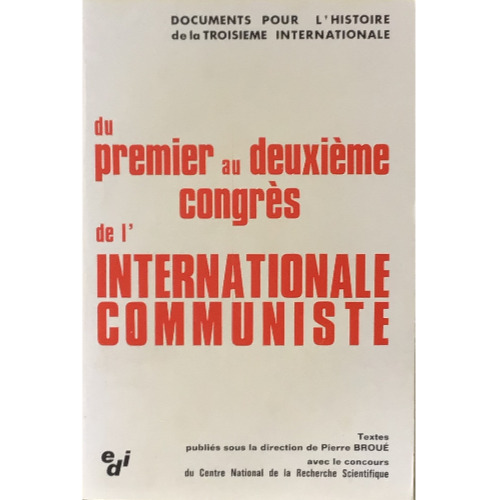 DOCUMENTS POUR L'HISTOIRE
de la TROISIEME INTERNATIONALE
du
premier au deuxième
congrès
de l'
INTERNATIONALE
COMMUNISTE
Textes
publiés sous la direction de Pierre BROUÉ
avec le concours
du Centre National de la Recherche Scientifique
edi